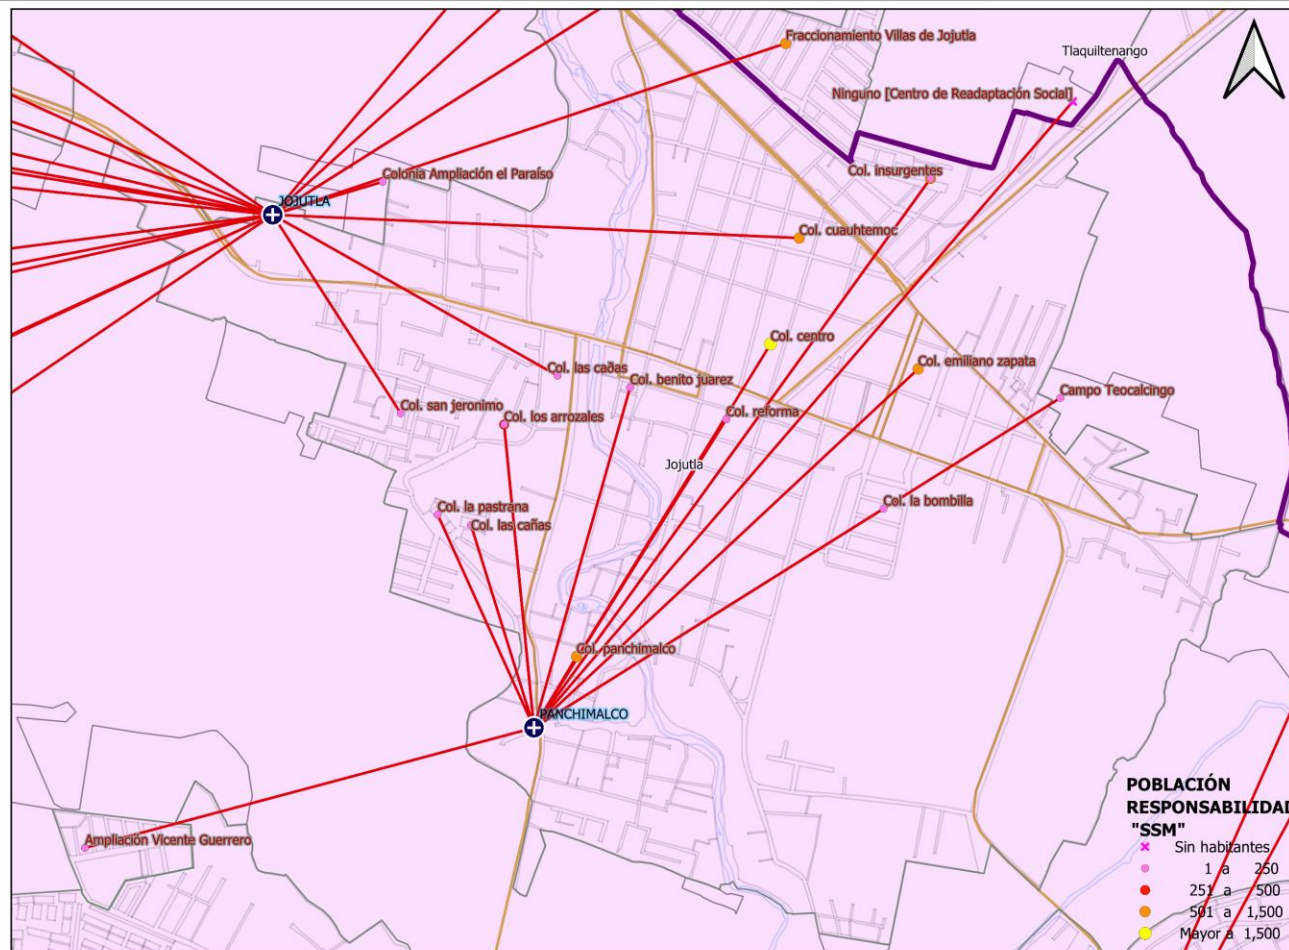 Fraccionamiento Villas de Jojutla
Tlaquiltenango
Ninguno [Centro de Readaptación Social]
Col. insurgentes
Colonia Ampliación el Paraíso
JOJUTLA
Col. cuauhtemoc
Col. centro
Col. emiliano zapata
Col. las cañas
Col. benito juarez
Campo Teocalcingo
Col. san jeronimo
Col. los arrozales
Col. reforma
Jojutla
Col. la bombilla
Col. la pastrana
Col. las cañas
Col. panchimalco
PANCHIMALCO
Ampliación Vicente Guerrero
POBLACIÓN
RESPONSABILIDAD
"SSM"
Sin habitantes
1 a 250
251 a 500
501 a 1,500
Mayor a 1,500